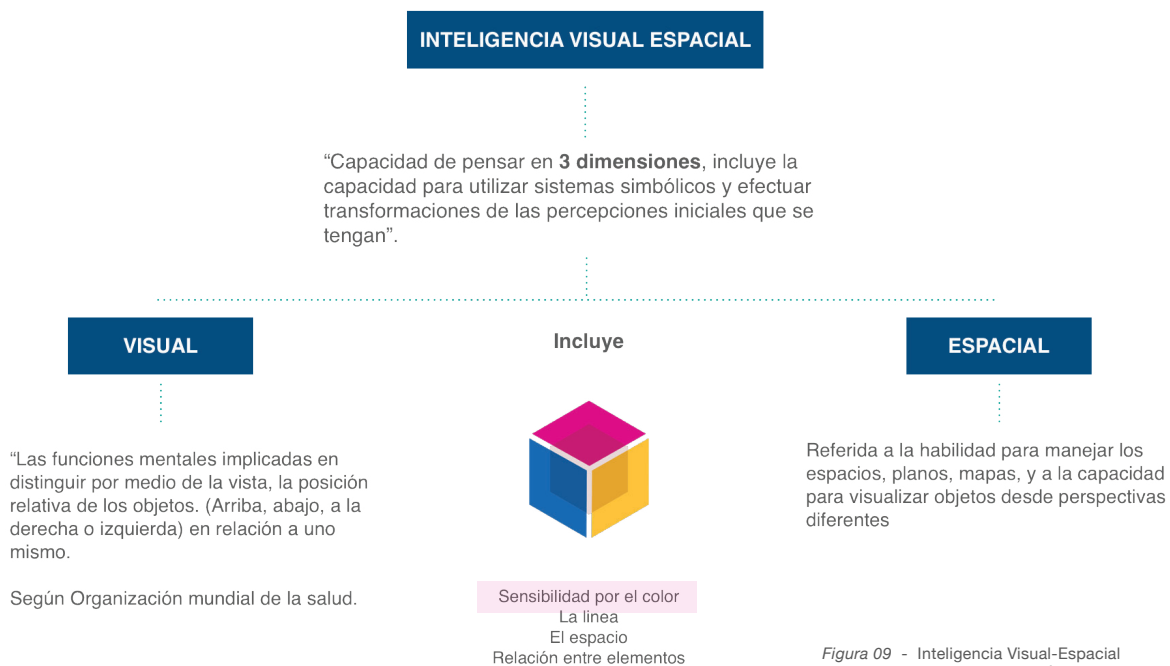 INTELIGENCIA VISUAL ESPACIAL
“Capacidad de pensar en 3 dimensiones, incluye la
capacidad para utilizar sistemas simbólicos y efectuar
transformaciones de las percepciones iniciales que se
tengan”.
VISUAL
“Las funciones mentales implicadas en
distinguir por medio de la vista, la posición
relativa de los objetos. (Arriba, abajo, a la
derecha o izquierda) en relación a uno
mismo.
Según Organización mundial de la salud.
Incluye
Sensibilidad por el color
La linea
El espacio
Relación entre elementos
ESPACIAL
Referida a la habilidad para manejar los
espacios, planos, mapas, y a la capacidad
para visualizar objetos desde perspectivas
diferentes
Figura 09 - Inteligencia Visual-Espacial